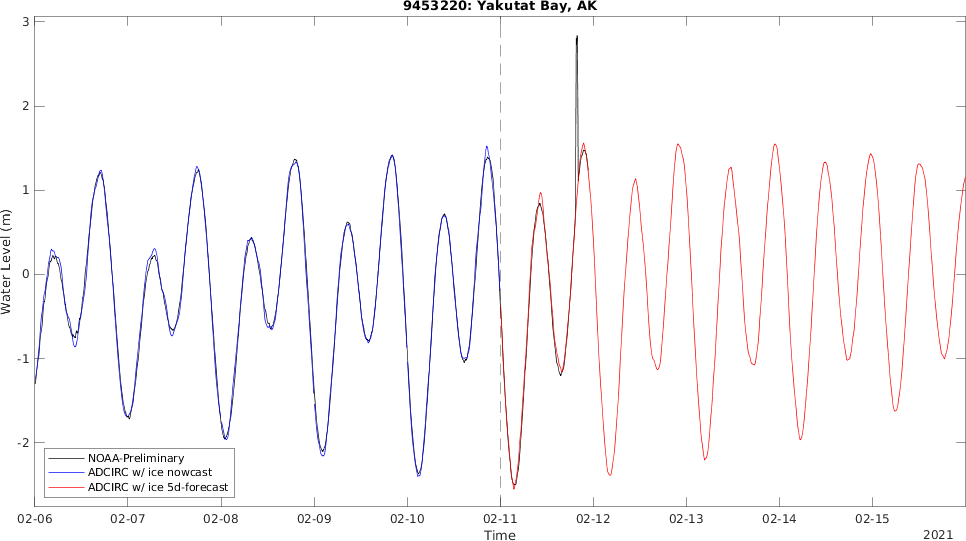 9453220: Yakutat Bay, AK
3
2
1
0
-1
-2
Water Level (m)
NOAA-Preliminary
ADCIRC w/ ice nowcast
ADCIRC w/ ice 5d-forecast
02-06 02-07 02-08 02-09 02-10 02-11 02-12 02-13 02-14 02-15
Time
2021